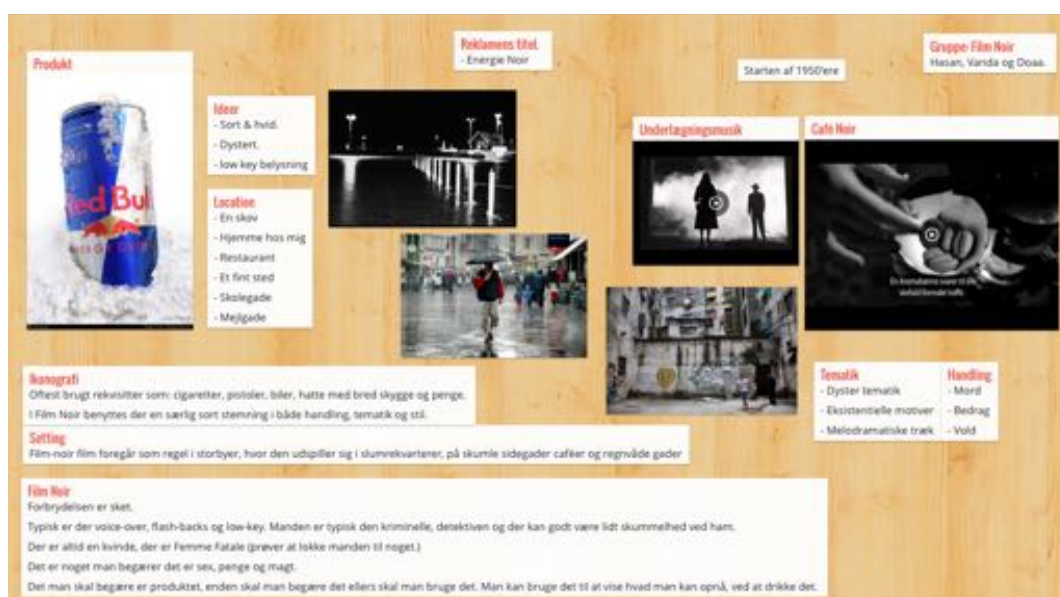 Produkt
Red Bull
Reklamens titel
- Energie Noir
Starten af 1950'ere
Gruppe: Film Noir
Hasan, Vanda og Doaa.
Ideer
- Sort & hvid.
- Dystert.
- low key belysning
Location
- En skov
- Hjemme hos mig
- Restaurant
- Et fint sted
- Skolegade
- Mejlgade
Underlægningsmusik
Café Noir
Ikonografi
Oftest brugt rekvisitter som: cigaretter, pistoler, biler, hatte med bred skygge og penge.
I Film Noir benyttes der en særlig sort stemning i både handling, tematik og stil.
Setting
Film-noir film foregår som regel i storbyer, hvor den udspiller sig i slumrekvarterer, på skumle sidegader caféer og regnvåde gader
Tematik
- Dyster tematik
- Eksistentielle motiver
- Melodramatiske træk
Handling
- Mord
- Bedrag
- Vold
Film Noir
Forbrydelsen er sket.
Typisk er der voice-over, flash-backs og low-key. Manden er typisk den kriminelle, detektiven og der kan godt være lidt skummelhed ved ham.
Der er altid en kvinde, der er Femme Fatale (prøver at lokke manden til noget.)
Det er noget man begærer det er sex, penge og magt.
Det man skal begære er produktet, enden skal man begære det ellers skal man bruge det. Man kan bruge det til at vise hvad man kan opnå, ved at drikke det.